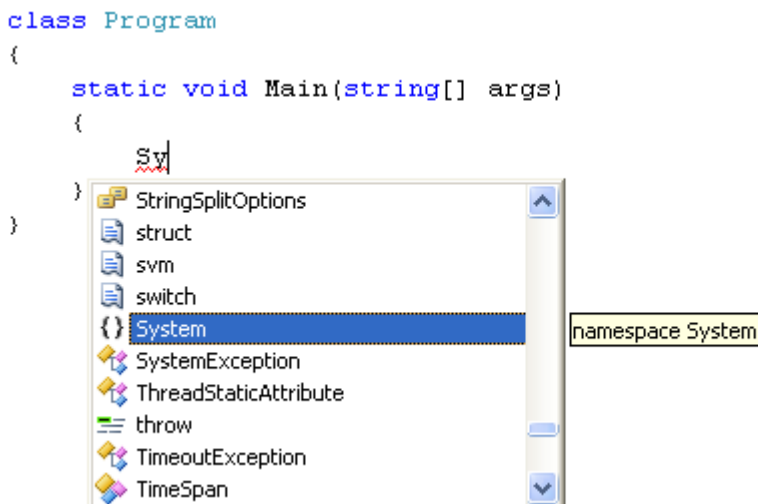 class Program
{
static void Main(string[] args)
{
Sy
}
StringSplitOptions
struct
svm
switch
{} System
namespace System
SystemException
ThreadStaticAttribute
throw
TimeoutException
TimeSpan
}